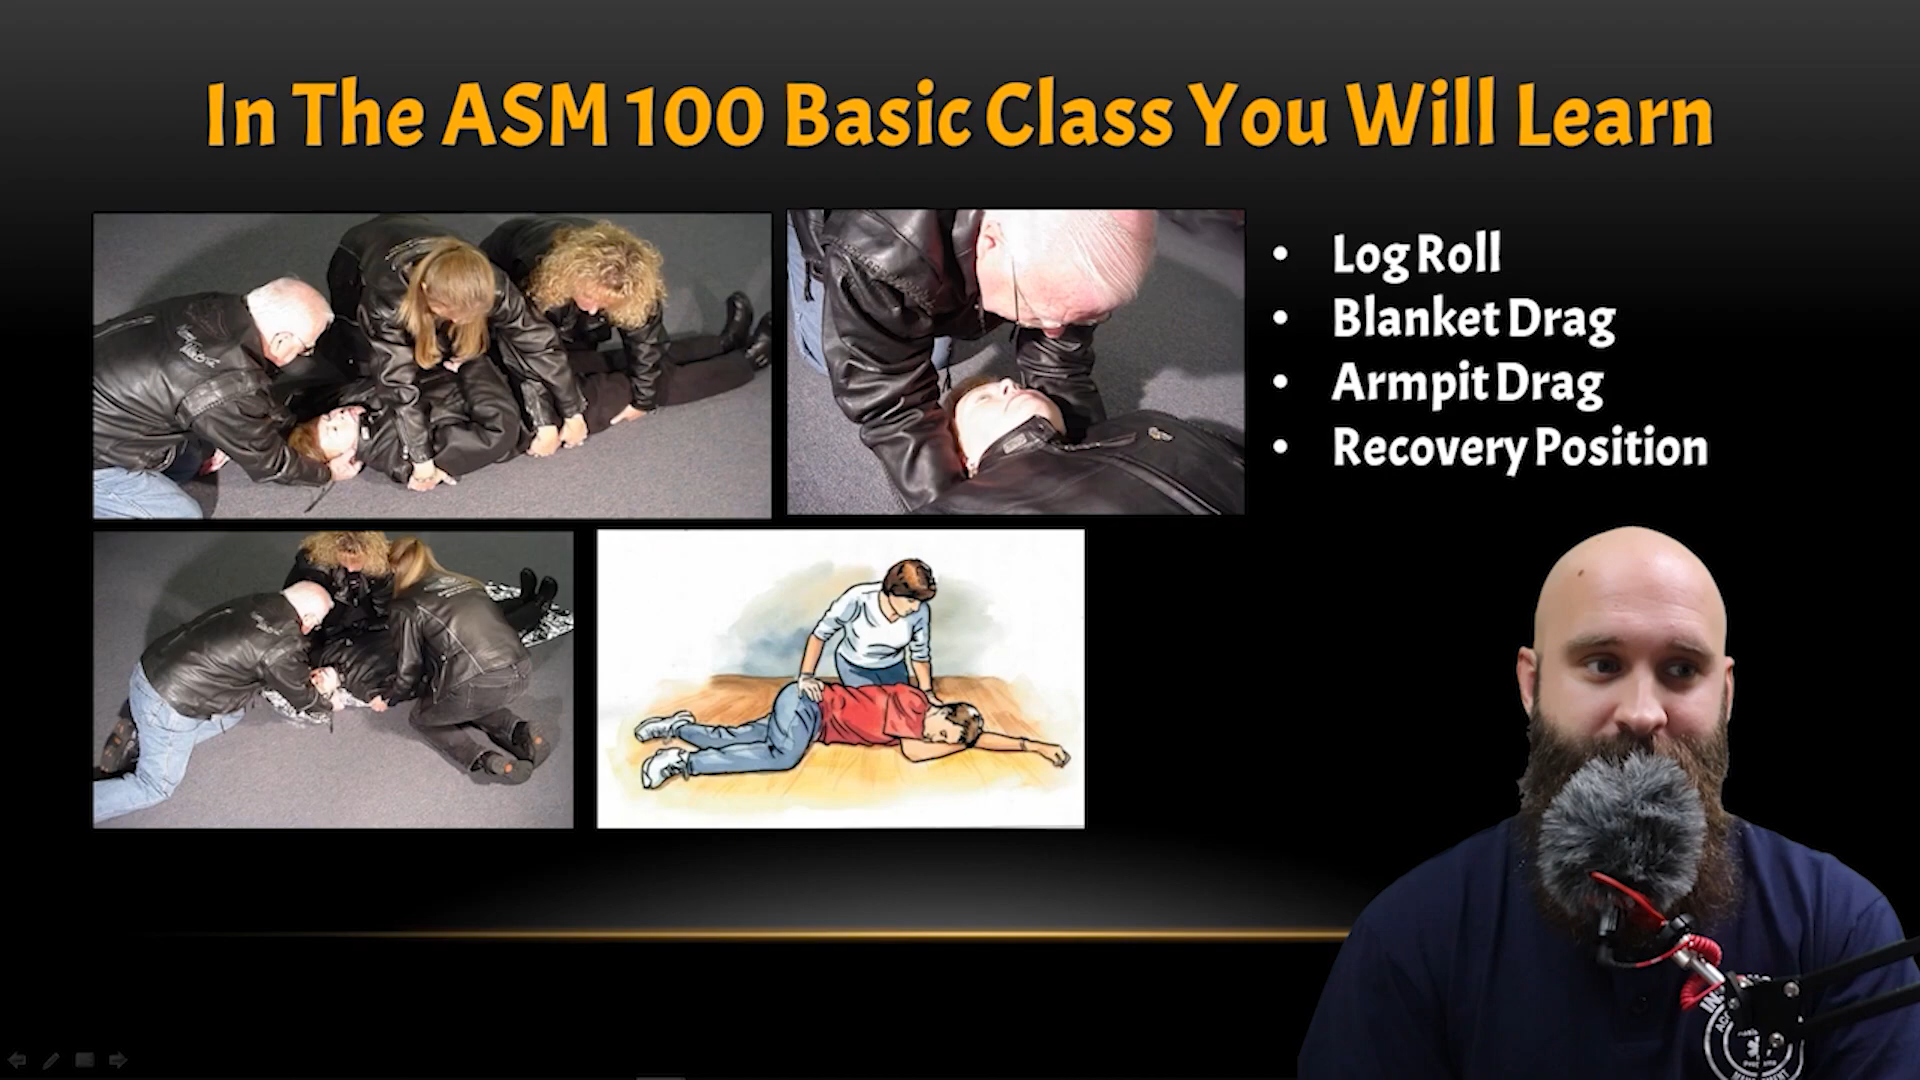 In The ASM 100 Basic Class You Will Learn
• Log Roll
• Blanket Drag
• Armpit Drag
• Recovery Position